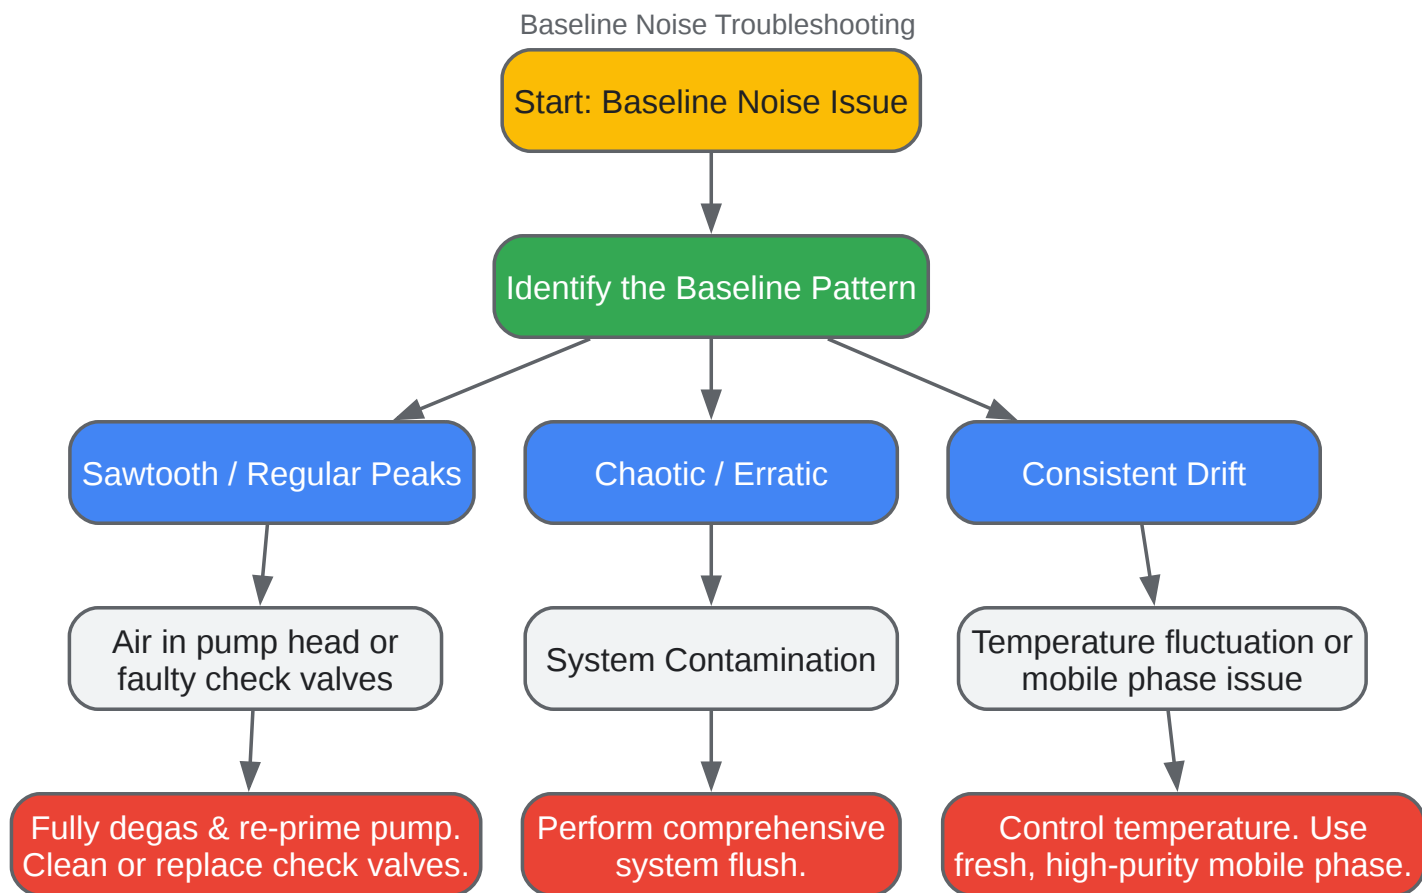 Baseline Noise Troubleshooting
Start: Baseline Noise Issue
Identify the Baseline Pattern
Sawtooth / Regular Peaks
Chaotic / Erratic
Consistent Drift
Air in pump head or
faulty check valves
System Contamination
Temperature fluctuation or
mobile phase issue
Fully degas & re-prime pump.
Clean or replace check valves.
Perform comprehensive
system flush.
Control temperature. Use
fresh, high-purity mobile phase.